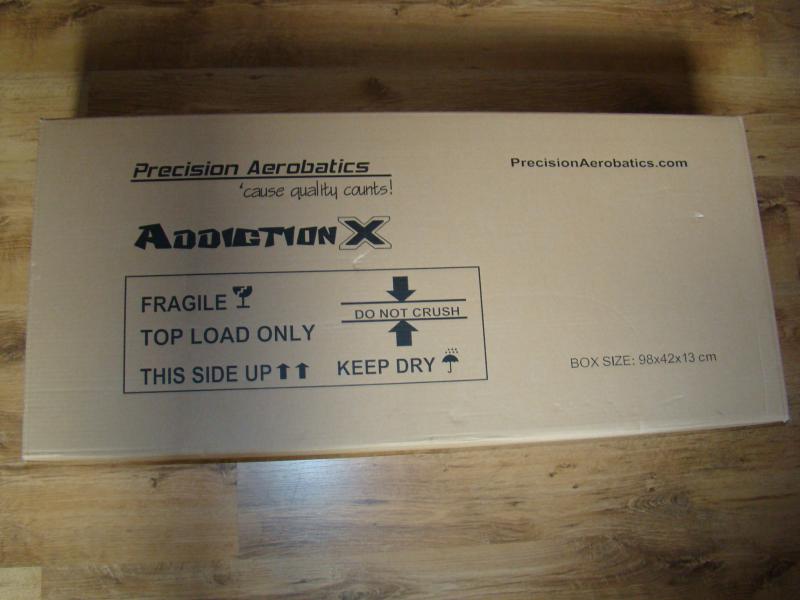 Precision Aerobatics
'cause quality counts!
PrecisionAerobatics.com
ADDICTION X
FRAGILE
DO NOT CRUSH
TOP LOAD ONLY
THIS SIDE UP
KEEP DRY
BOX SIZE: 98x42x13 cm